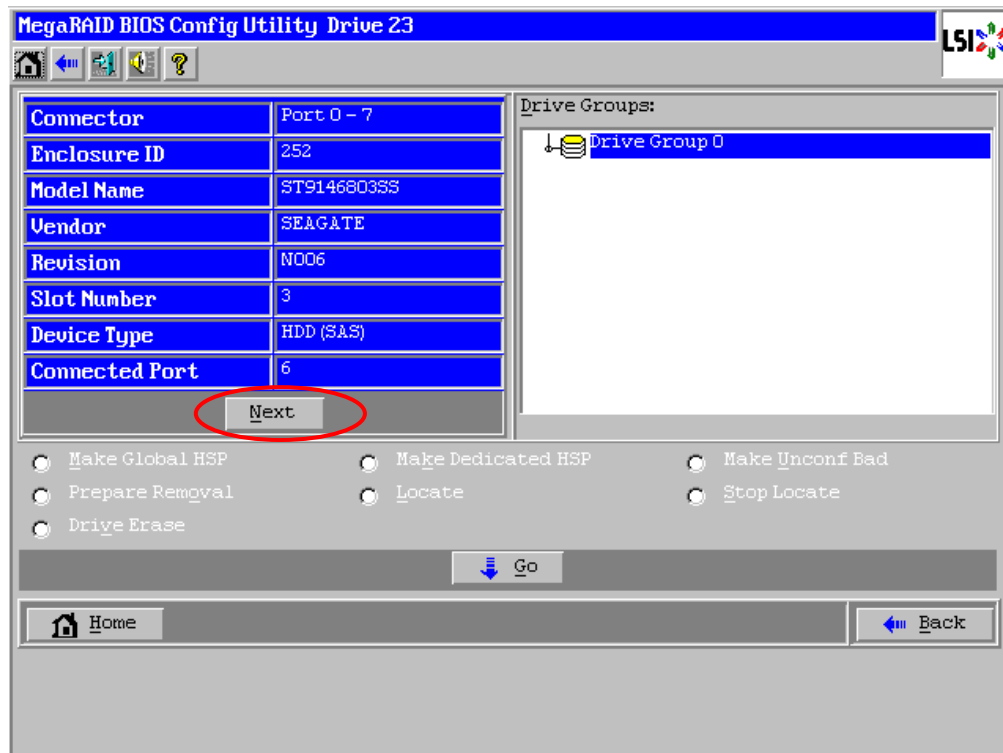 MegaRAID BIOS Config Utility Drive 23
LSI
Connector Port 0 – 7
Enclosure ID 252
Model Name ST9146803SS
Vendor SEAGATE
Revision N006
Slot Number 3
Device Type HDD (SAS)
Connected Port 6
Next
Drive Groups:
Drive Group 0
Make Global HSP Make Dedicated HSP Make Unconf Bad
Prepare Removal Locate Stop Locate
Drive Erase
Go
Home Back